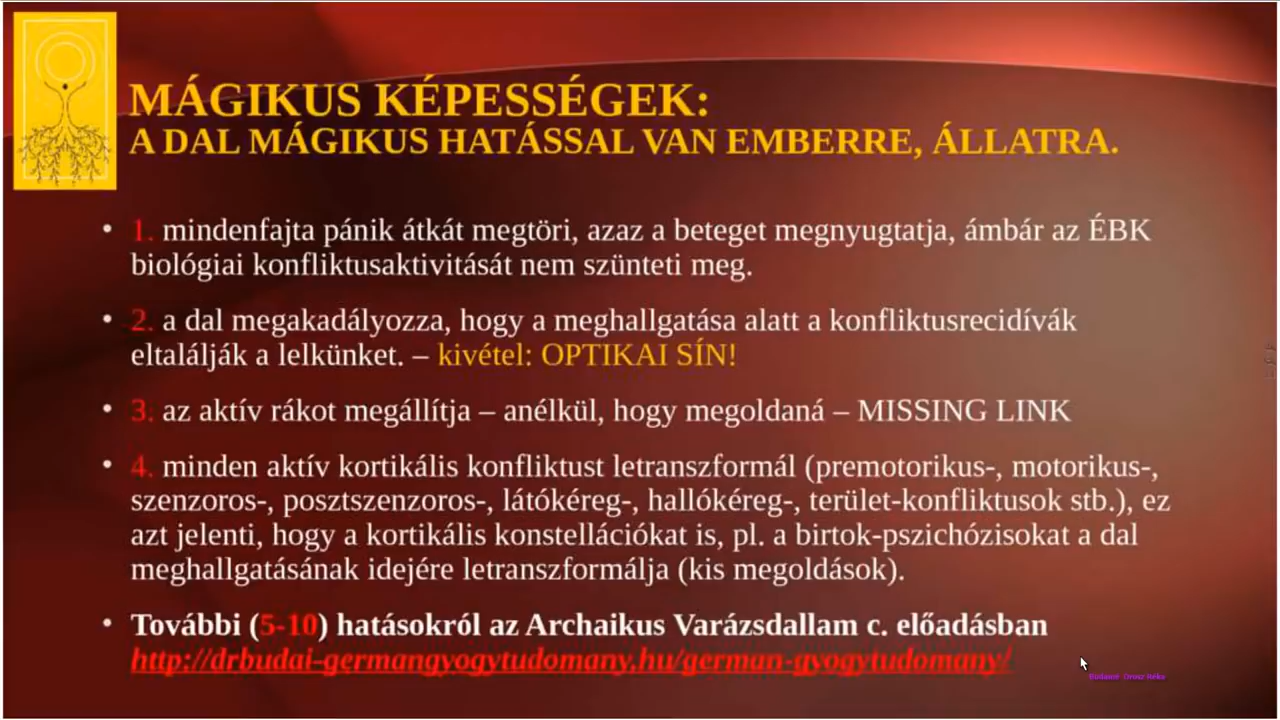 MÁGIKUS KÉPESSÉGEK:
A DAL MÁGIKUS HATÁSSAL VAN EMBERRE, ÁLLATRA.
• 1. mindenfajta pánik átkát megtöri, azaz a beteget megnyugtatja, ámbár az ÉBK
biológiai konfliktusaktivitását nem szünteti meg.
• 2. a dal megakadályozza, hogy a meghallgatása alatt a konfliktusrecidívák
eltalálják a lelkünket. – kivétel: OPTIKAI SÍN!
• 3. az aktív rákot megállítja – anélkül, hogy megoldaná – MISSING LINK
• 4. minden aktív kortikális konfliktust letranszformál (premotorikus-, motorikus-,
szenzoros-, posztszenzoros-, látókéreg-, hallókéreg-, terület-konfliktusok stb.), ez
azt jelenti, hogy a kortikális konstellációkat is, pl. a birtok-pszichózisokat a dal
meghallgatásának idejére letranszformálja (kis megoldások).
• További (5-10) hatásokról az Archaikus Varázsdallam c. előadásban
http://drbudai-germangyogytudomany.hu/german-gyogytudomany/
Budainé Orosz Réka